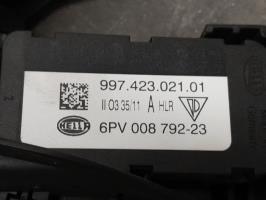 997.423.021.01
II 03 35/11 A HLR
HELLA 6PV 008 792-23